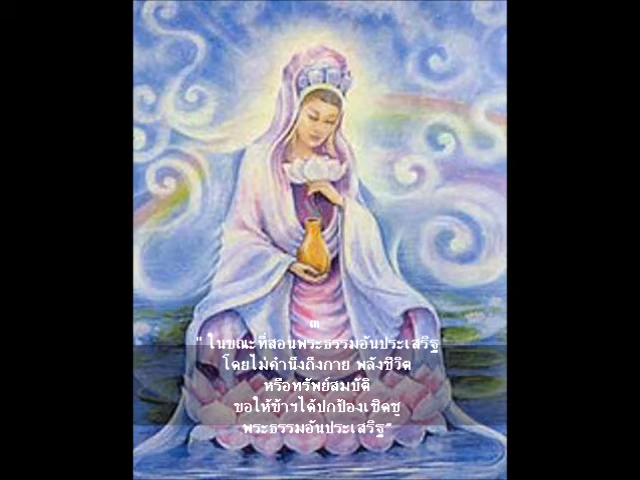 ๓
" ในขณะที่สอนพระธรรมอันประเสริฐ
โดยไม่คำนึงถึงกาย พลังชีวิต
หรือทรัพย์สมบัติ
ขอให้ข้าฯได้ปกป้องเชิดชู
พระธรรมอันประเสริฐ"